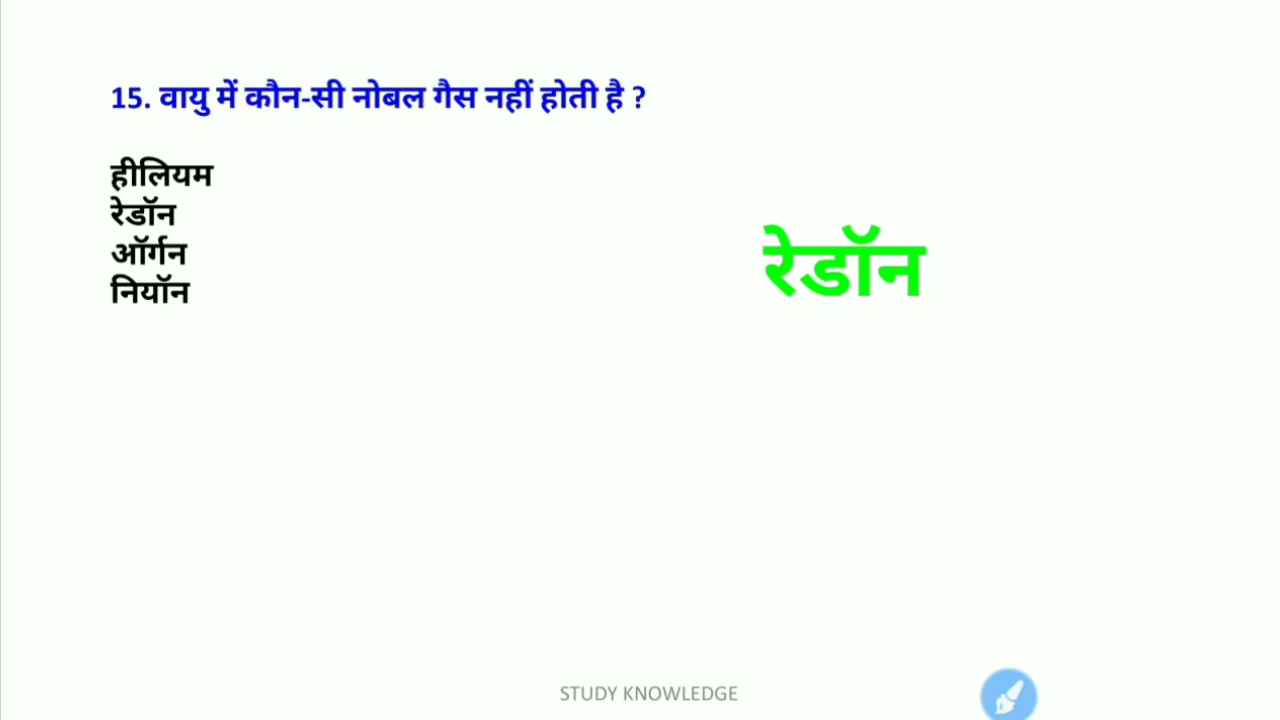 15. वायु में कौन-सी नोबल गैस नहीं होती है ?
हीलियम
रेडॉन
ऑर्गन
नियॉन
रेडॉन
STUDY KNOWLEDGE